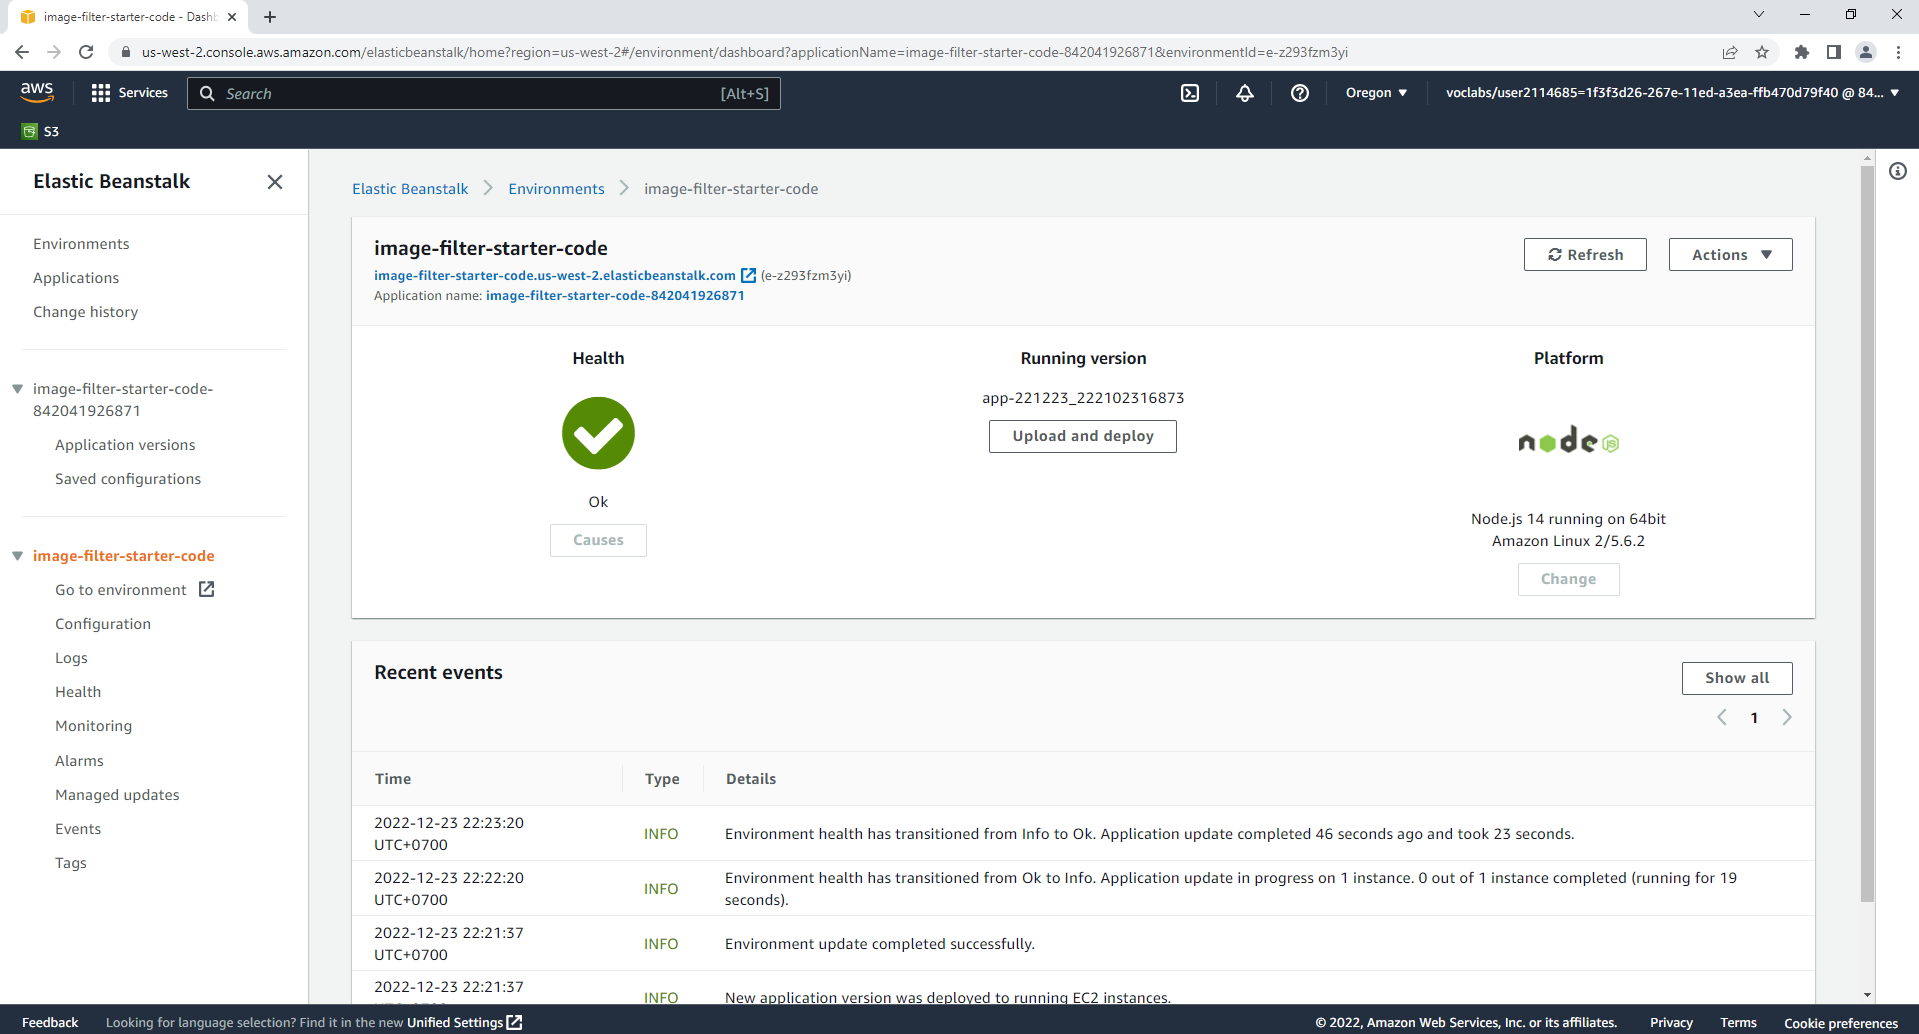 image-filter-starter-code - Dashb
us-west-2.console.aws.amazon.com/elasticbeanstalk/home?region=us-west-2#/environment/dashboard?applicationName=image-filter-starter-code-842041926871&environmentId=e-z293fzm3yi
aws
Services
Search
[Alt+S]
Oregon
voclabs/user2114685=1f3f3d26-267e-11ed-a3ea-ffb470d79f40 @ 84...
S3
Elastic Beanstalk
Environments
Applications
Change history
image-filter-starter-code-
842041926871
Application versions
Saved configurations
image-filter-starter-code
Go to environment
Configuration
Logs
Health
Monitoring
Alarms
Managed updates
Events
Tags
Elastic Beanstalk
Environments
image-filter-starter-code
image-filter-starter-code
image-filter-starter-code.us-west-2.elasticbeanstalk.com (e-z293fzm3yi)
Application name: image-filter-starter-code-842041926871
Refresh
Actions
Health
Ok
Causes
Running version
app-221223_222102316873
Upload and deploy
Platform
node JS
Node.js 14 running on 64bit
Amazon Linux 2/5.6.2
Change
Recent events
Show all
1
Time Type Details
2022-12-23 22:23:20
UTC+0700
INFO
Environment health has transitioned from Info to Ok. Application update completed 46 seconds ago and took 23 seconds.
2022-12-23 22:22:20
UTC+0700
INFO
Environment health has transitioned from Ok to Info. Application update in progress on 1 instance. 0 out of 1 instance completed (running for 19
seconds).
2022-12-23 22:21:37
UTC+0700
INFO
Environment update completed successfully.
2022-12-23 22:21:37
INFO
New application version was deployed to running EC2 instances.
Feedback
Looking for language selection? Find it in the new Unified Settings
© 2022, Amazon Web Services, Inc. or its affiliates.
Privacy
Terms
Cookie preferences